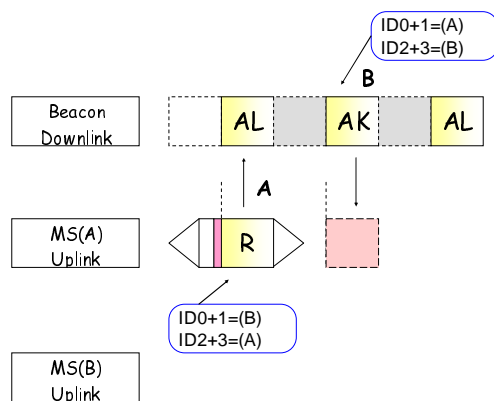 ID0+1=(A)
ID2+3=(B)
B
Beacon
Downlink
AL
AK
AL
A
MS(A)
Uplink
R
ID0+1=(B)
ID2+3=(A)
MS(B)
Uplink